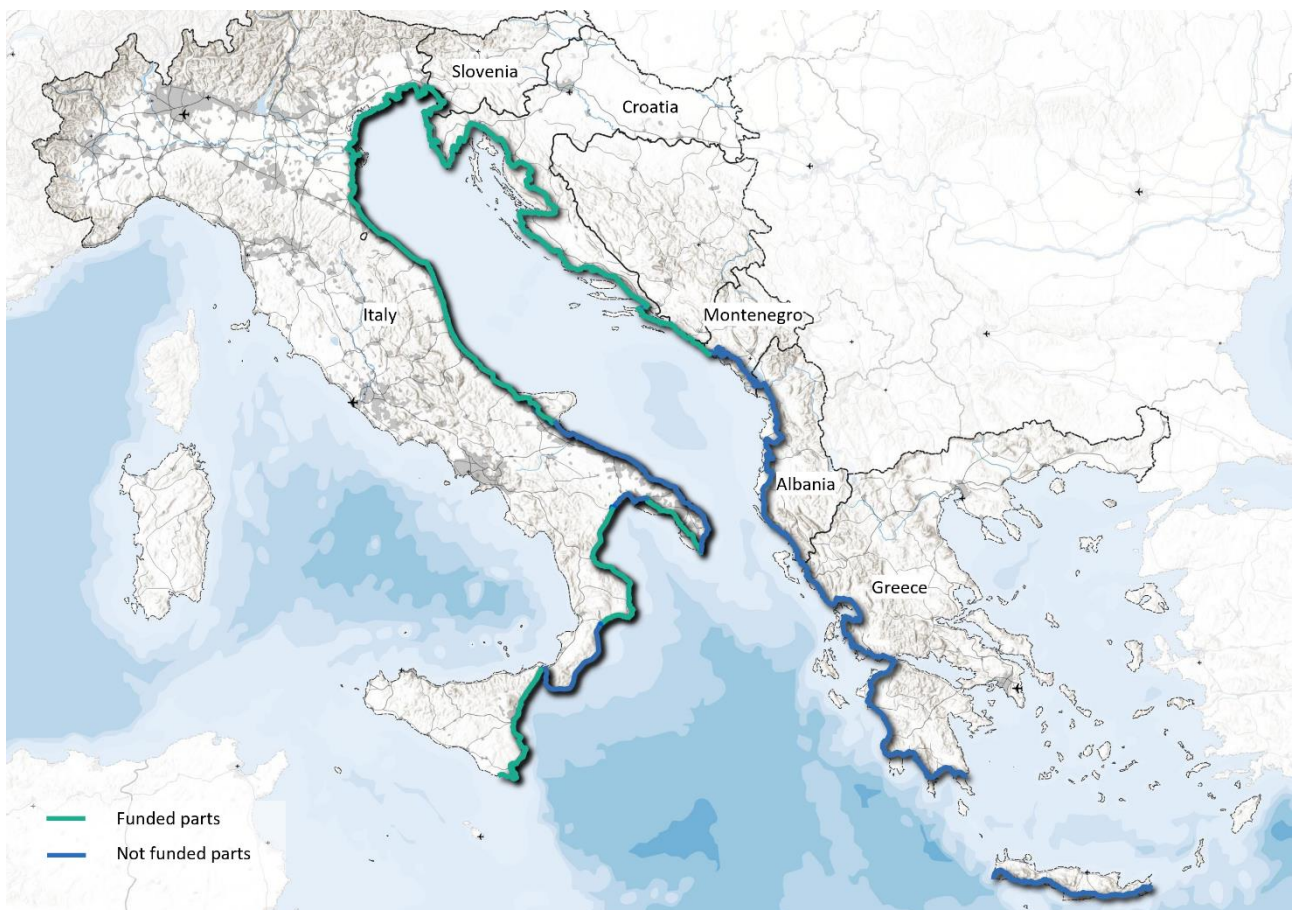 Slovenia
Croatia
Italy
Montenegro
Albania
Greece
Funded parts
Not funded parts